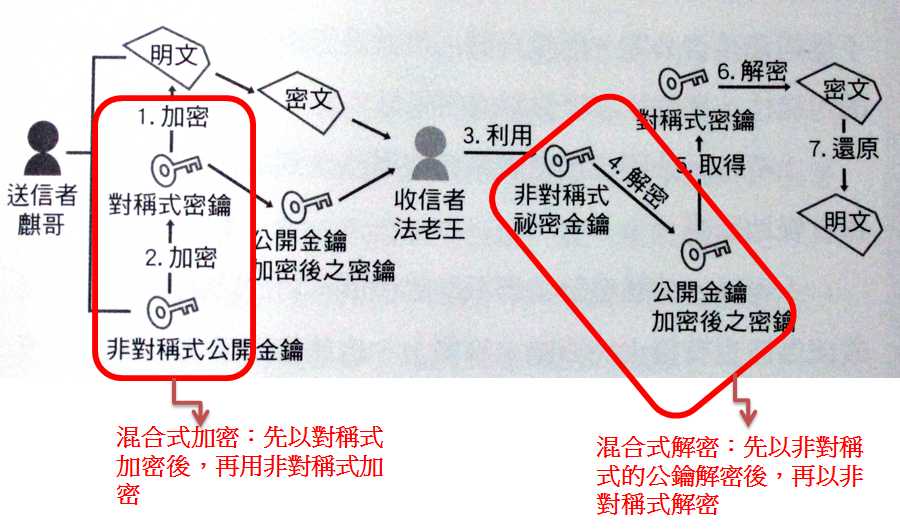 明文
1. 加密
密文
送信者
麒哥
對稱式密鑰
2. 加密
公開金鑰
加密後之密鑰
非對稱式公開金鑰
收信者
法老王
3. 利用
非對稱式
祕密金鑰
4. 解密
對稱式密鑰
5. 取得
公開金鑰
加密後之密鑰
6. 解密
密文
7. 還原
明文
混合式加密：先以對稱式
加密後，再用非對稱式加
密
混合式解密：先以非對稱
式的公鑰解密後，再以非
對稱式解密